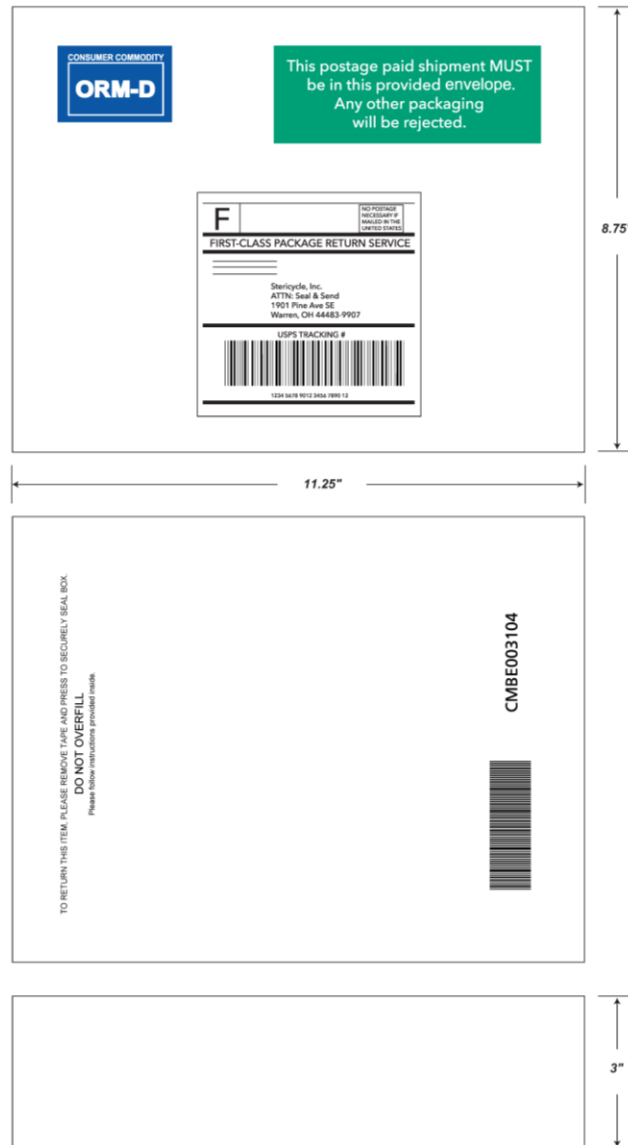 CONSUMER COMMODITY
ORM-D
This postage paid shipment MUST
be in this provided envelope.
Any other packaging
will be rejected.
F
NO POSTAGE
NECESSARY IF
MAILED IN THE
UNITED STATES
FIRST-CLASS PACKAGE RETURN SERVICE
Stericycle, Inc.
ATTN: Seal & Send
1901 Pine Ave SE
Warren, OH 44483-9907
USPS TRACKING #
1234 5678 9012 3456 7890 12
8.75"
11.25"
TO RETURN THIS ITEM, PLEASE REMOVE TAPE AND PRESS TO SECURELY SEAL BOX.
DO NOT OVERFILL
Please follow instructions provided inside.
CMBE003104
3"